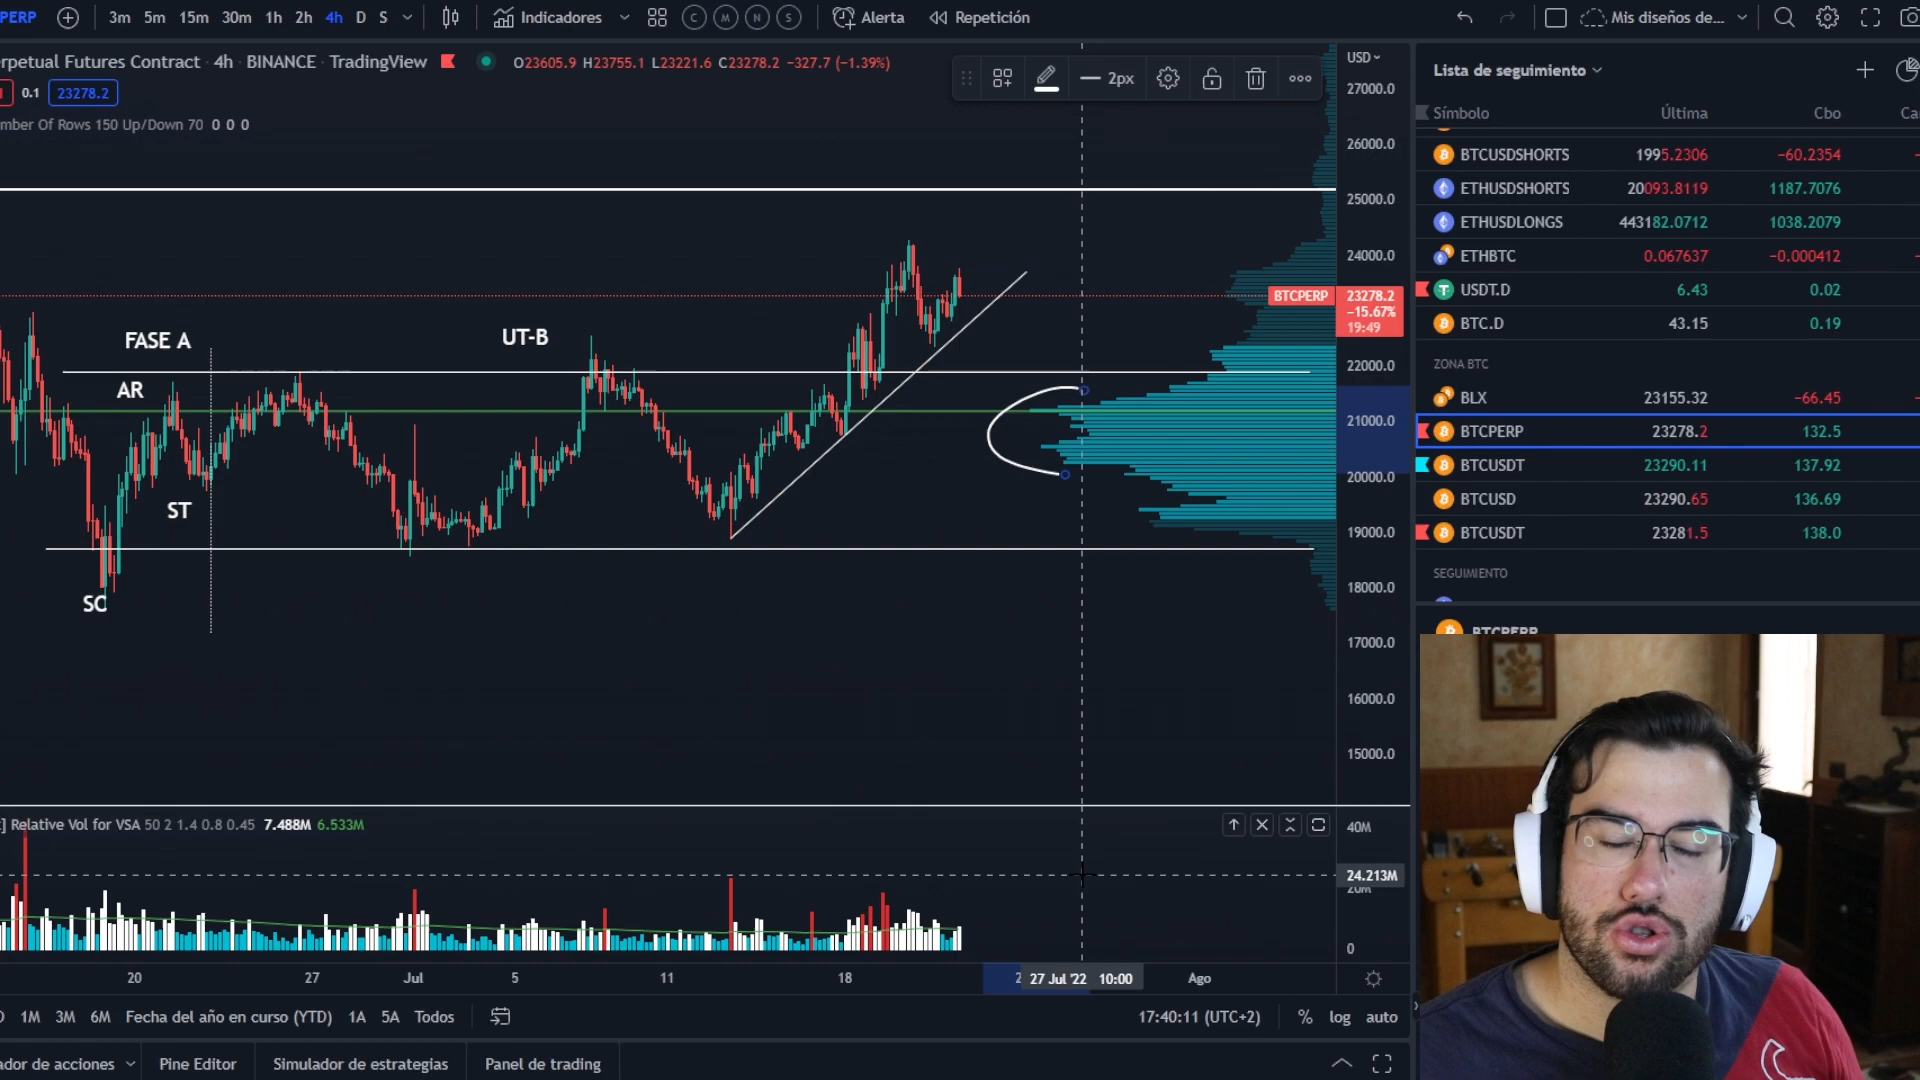 PERP 3m 5m 15m 30m 1h 2h 4h D S Indicadores C M N S Alerta Repetición Mis diseños de...
rpetual Futures Contract · 4h · BINANCE · TradingView O23605.9 H23755.1 L23221.6 C23278.2 −327.7 (−1.39%)
0.1 23278.2
mber Of Rows 150 Up/Down 70 0 0 0
2px
USD
27000.0
26000.0
25000.0
24000.0
BTCPERP 23278.2
−15.67%
19:49
22000.0
21000.0
20000.0
19000.0
18000.0
17000.0
16000.0
15000.0
FASE A
AR
UT-B
ST
SC
] Relative Vol for VSA 50 2 1.4 0.8 0.45 7.488M 6.533M
40M
24.213M
20M
0
20 27 Jul 5 11 18 2 27 Jul '22 10:00 Ago
1M 3M 6M Fecha del año en curso (YTD) 1A 5A Todos 17:40:11 (UTC+2) % log auto
ador de acciones Pine Editor Simulador de estrategias Panel de trading
Lista de seguimiento
Símbolo Última Cbo Ca
BTCUSDSHORTS 1995.2306 −60.2354
ETHUSDSHORTS 20093.8119 1187.7076
ETHUSDLONGS 443182.0712 1038.2079
ETHBTC 0.067637 −0.000412
USDT.D 6.43 0.02
BTC.D 43.15 0.19
ZONA BTC
BLX 23155.32 −66.45
BTCPERP 23278.2 132.5
BTCUSDT 23290.11 137.92
BTCUSD 23290.65 136.69
BTCUSDT 23281.5 138.0
SEGUIMIENTO
BTCPERP